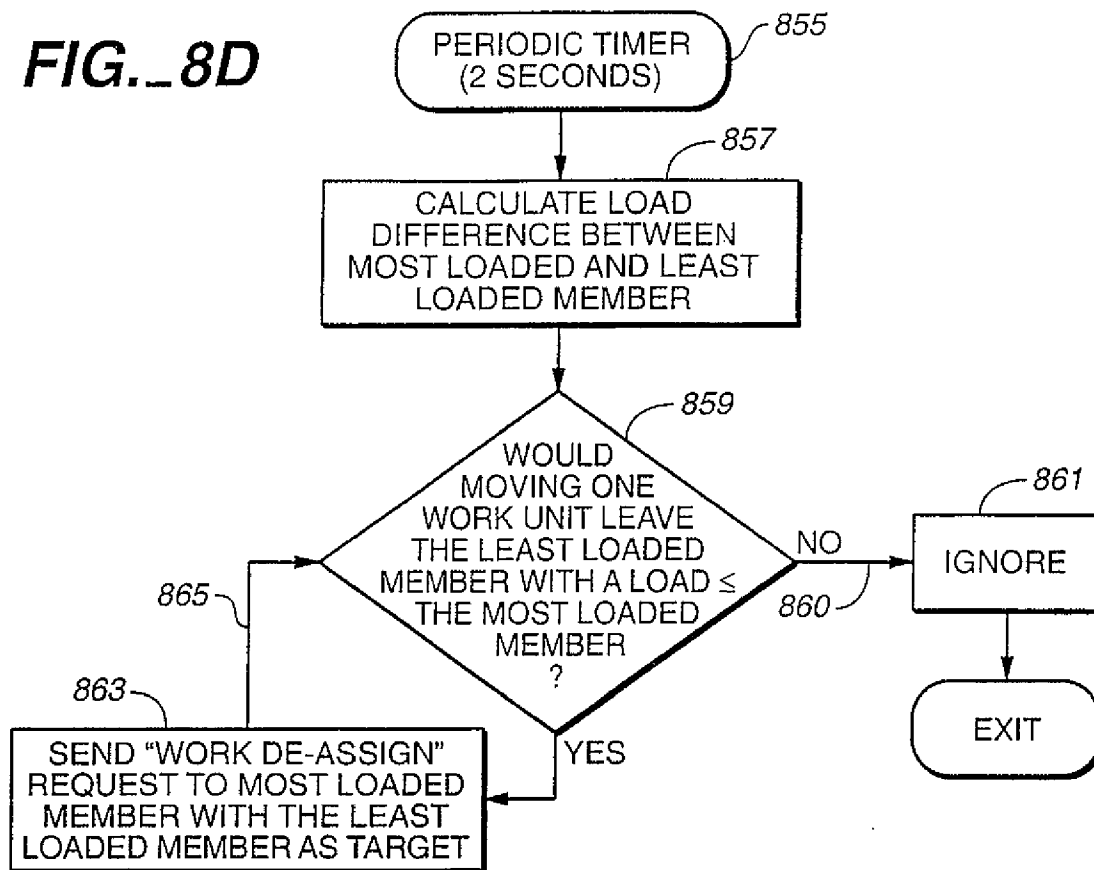 FIG._8D
PERIODIC TIMER
(2 SECONDS)
855
857
CALCULATE LOAD
DIFFERENCE BETWEEN
MOST LOADED AND LEAST
LOADED MEMBER
859
WOULD
MOVING ONE
WORK UNIT LEAVE
THE LEAST LOADED
MEMBER WITH A LOAD ≤
THE MOST LOADED
MEMBER
?
NO
860
861
IGNORE
EXIT
YES
865
863
SEND “WORK DE-ASSIGN”
REQUEST TO MOST LOADED
MEMBER WITH THE LEAST
LOADED MEMBER AS TARGET